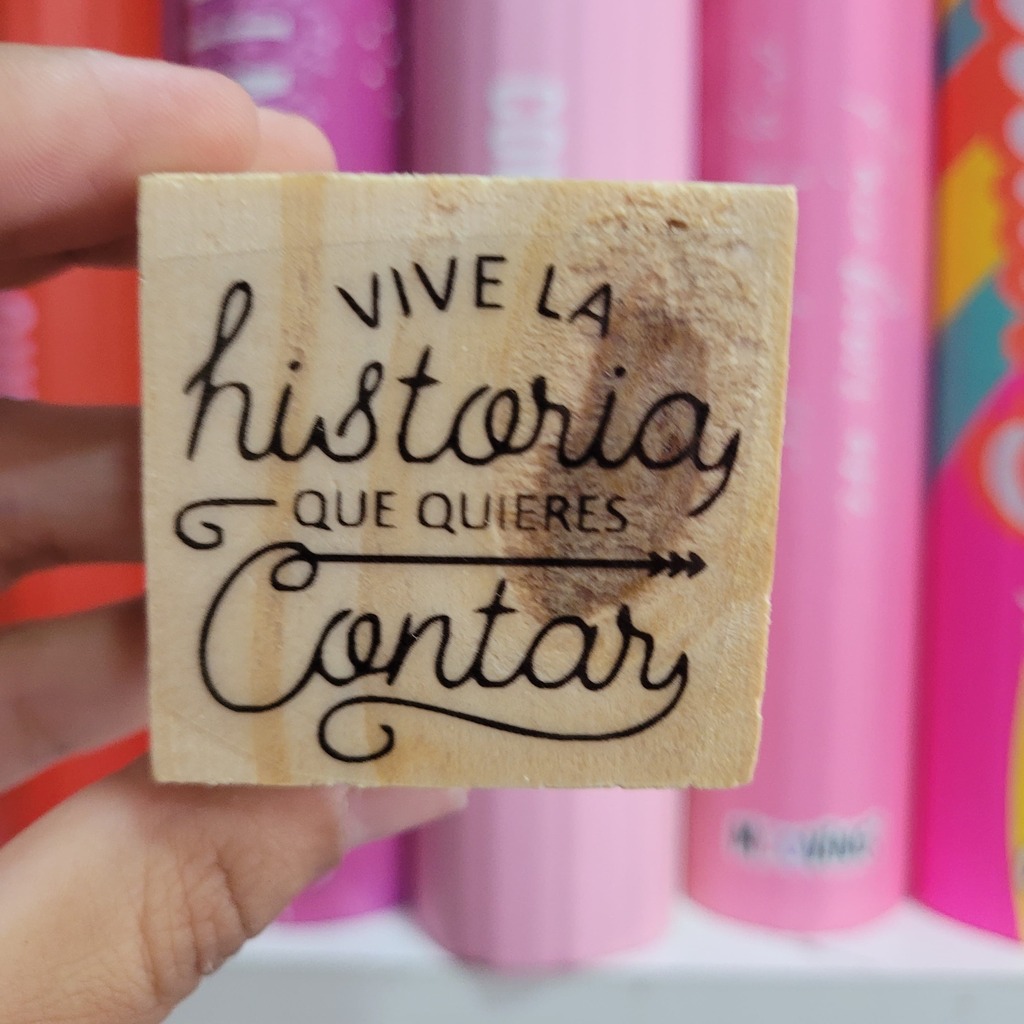 VIVE LA
historia
QUE QUIERES
Contar